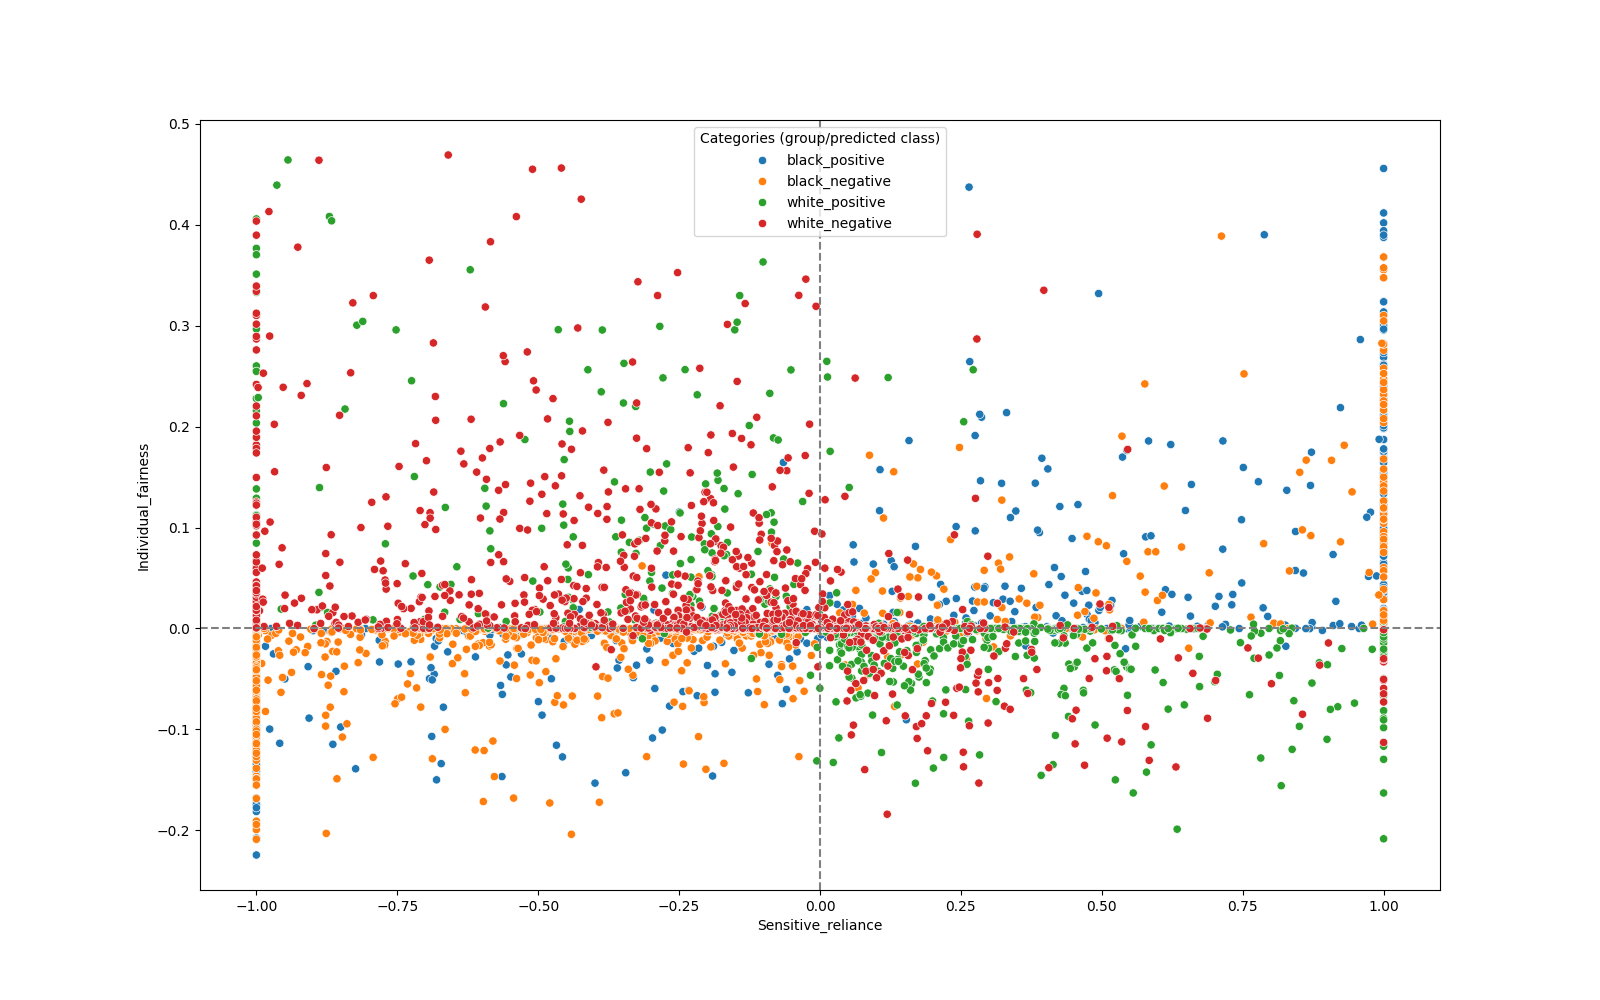 Categories (group/predicted class)
black_positive
black_negative
white_positive
white_negative
Individual_fairness
0.5
0.4
0.3
0.2
0.1
0.0
−0.1
−0.2
−1.00 −0.75 −0.50 −0.25 0.00 0.25 0.50 0.75 1.00
Sensitive_reliance